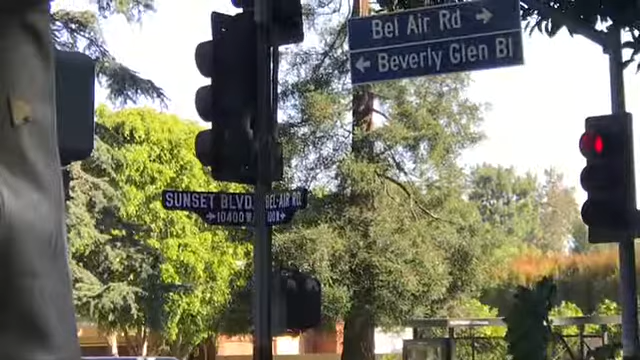 Bel Air Rd →
← Beverly Glen Bl
SUNSET BLVD.
10400 W
BEL-AIR RD.